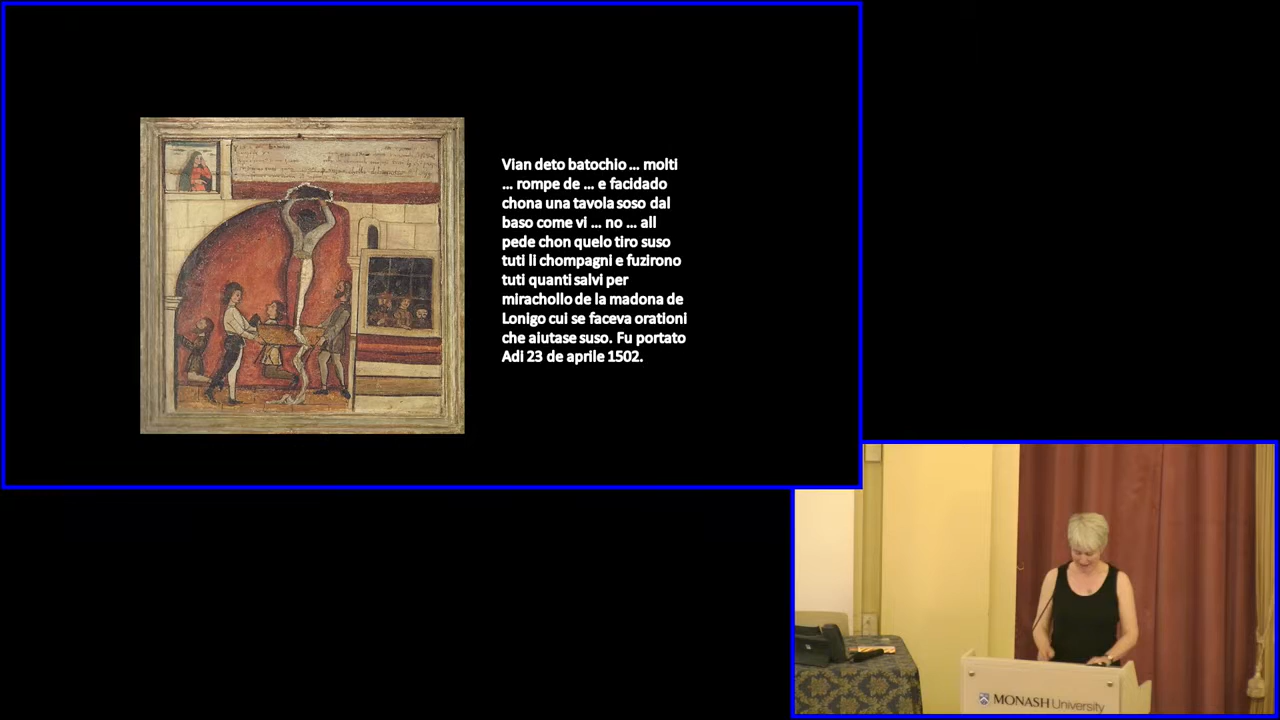 Vian deto batochio ... molti
... rompe de ... e facidado
chona una tavola soso dal
baso come vi ... no ... all
pede chon quelo tiro suso
tuti li chompagni e fuzirono
tuti quanti salvi per
mirachollo de la madona de
Lonigo cui se faceva orationi
che aiutase suso. Fu portato
Adi 23 de aprile 1502.
MONASH University